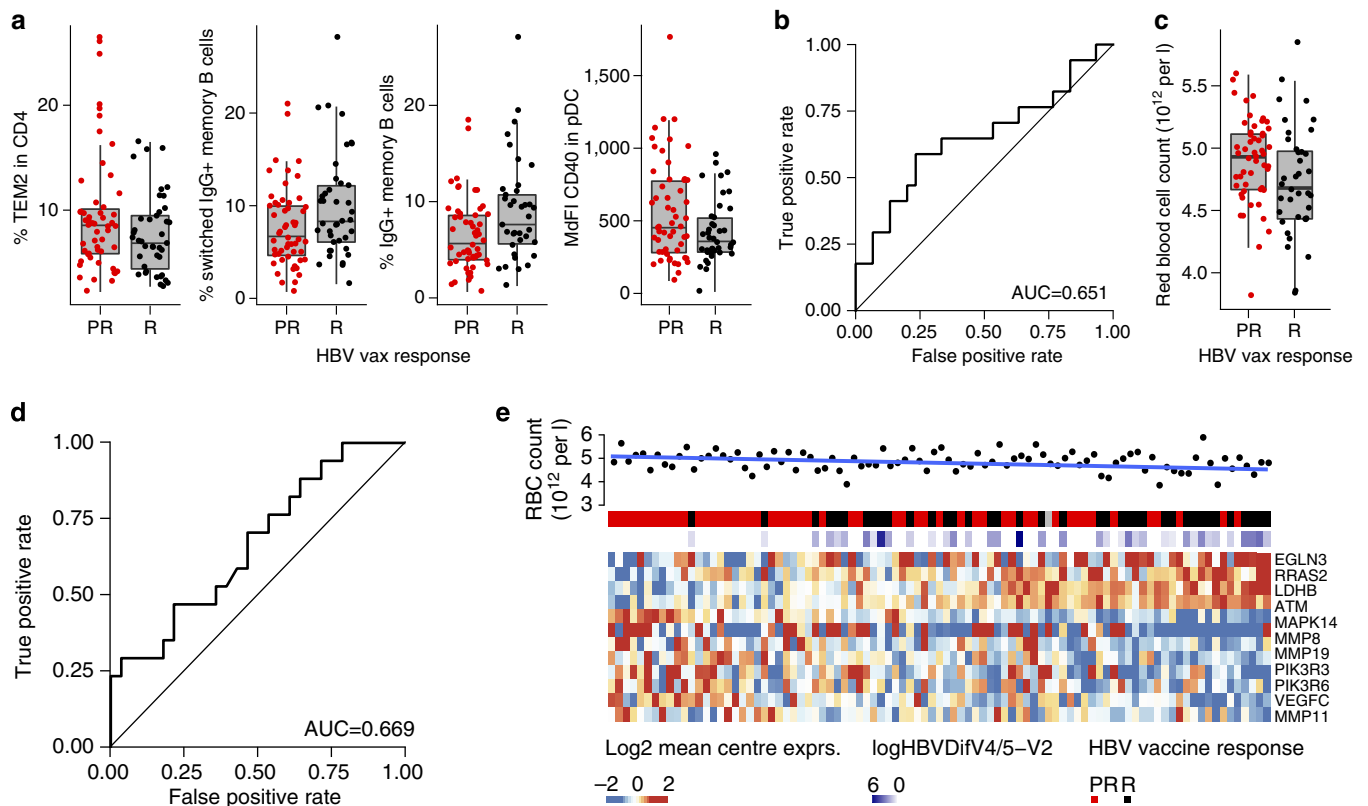 a
% TEM2 in CD4
20
10
PR
R
% switched IgG+ memory B cells
20
10
0
PR
R
% IgG+ memory B cells
20
10
0
PR
R
MdFI CD40 in pDC
1,500
1,000
500
0
PR
R
HBV vax response
b
True positive rate
1.00
0.75
0.50
0.25
0.00
0.00
0.25
0.50
0.75
1.00
AUC=0.651
False positive rate
c
Red blood cell count (10^12 per l)
5.5
5.0
4.5
4.0
PR
R
HBV vax response
d
True positive rate
1.00
0.75
0.50
0.25
0.00
0.00
0.25
0.50
0.75
1.00
AUC=0.669
False positive rate
e
RBC count
(10^12 per l)
6
5
4
3
EGLN3
RRAS2
LDHB
ATM
MAPK14
MMP8
MMP19
PIK3R3
PIK3R6
VEGFC
MMP11
Log2 mean centre exprs.
−2 0 2
logHBVDifV4/5−V2
6 0
HBV vaccine response
PR R